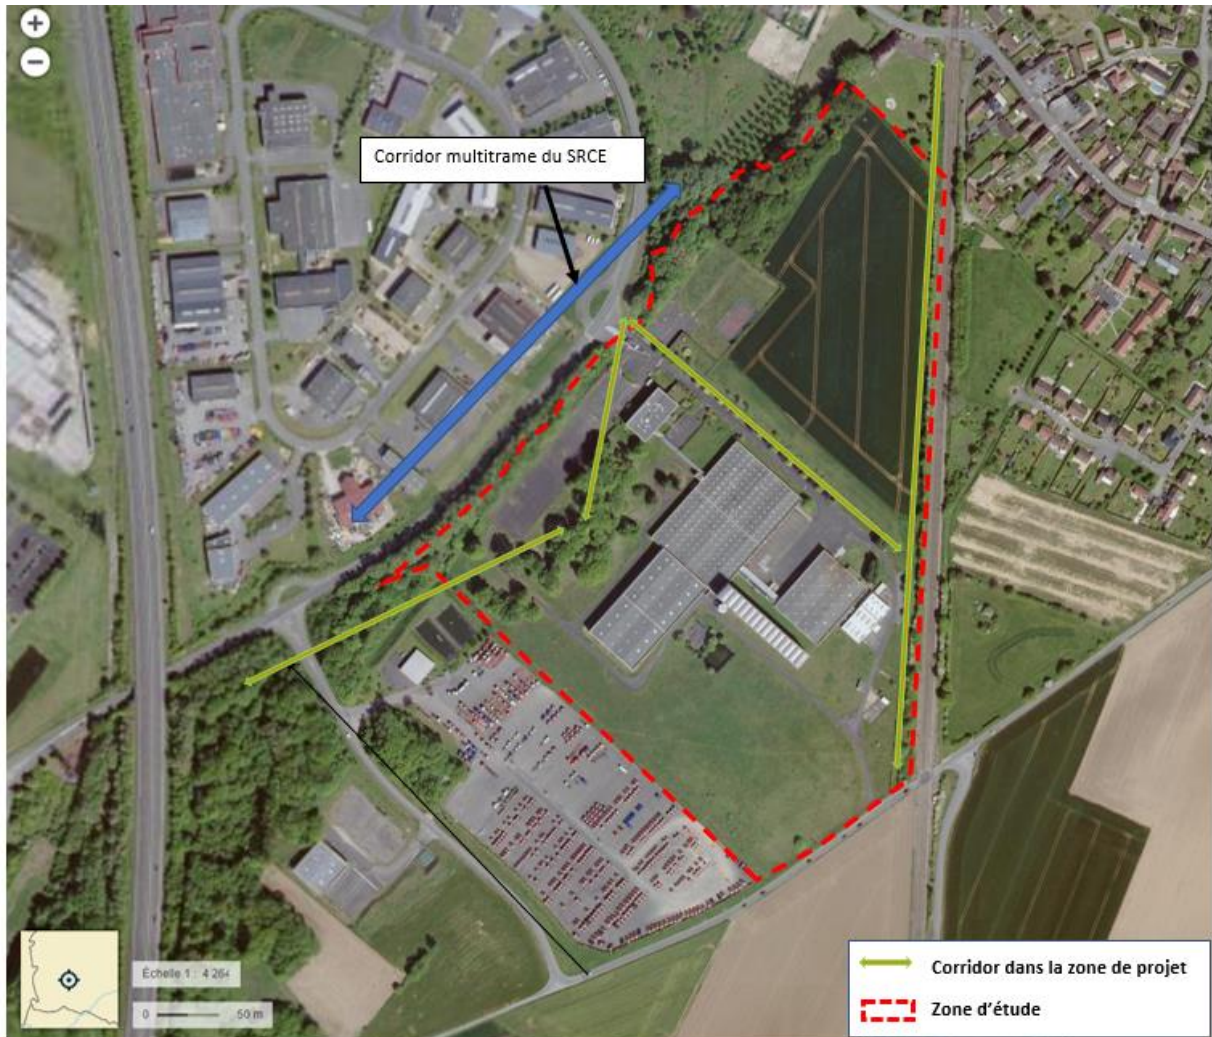 +
−
Corridor multitrame du SRCE
Échelle 1 : 4 264
0 50 m
Corridor dans la zone de projet
Zone d'étude